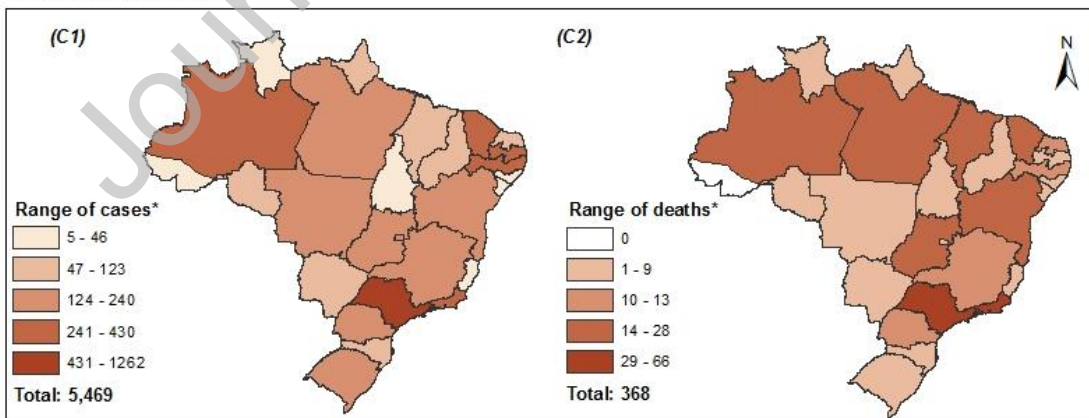 Journ
(C1)
Range of cases*
5 - 46
47 - 123
124 - 240
241 - 430
431 - 1262
Total: 5,469
(C2)
N
Range of deaths*
0
1 - 9
10 - 13
14 - 28
29 - 66
Total: 368